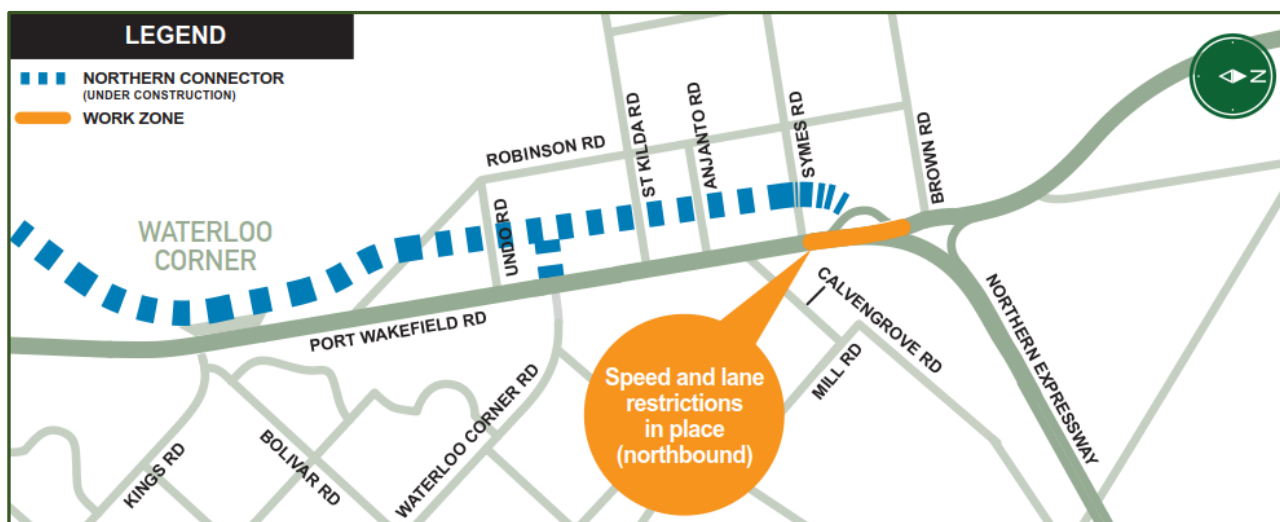 LEGEND
NORTHERN CONNECTOR
(UNDER CONSTRUCTION)
WORK ZONE
N
ROBINSON RD
ST KILDA RD
ANJANTO RD
SYMES RD
BROWN RD
WATERLOO
CORNER
UNDO RD
PORT WAKEFIELD RD
CALVENGROVE RD
MILL RD
NORTHERN EXPRESSWAY
KINGS RD
BOLIVAR RD
WATERLOO CORNER RD
Speed and lane
restrictions
in place
(northbound)